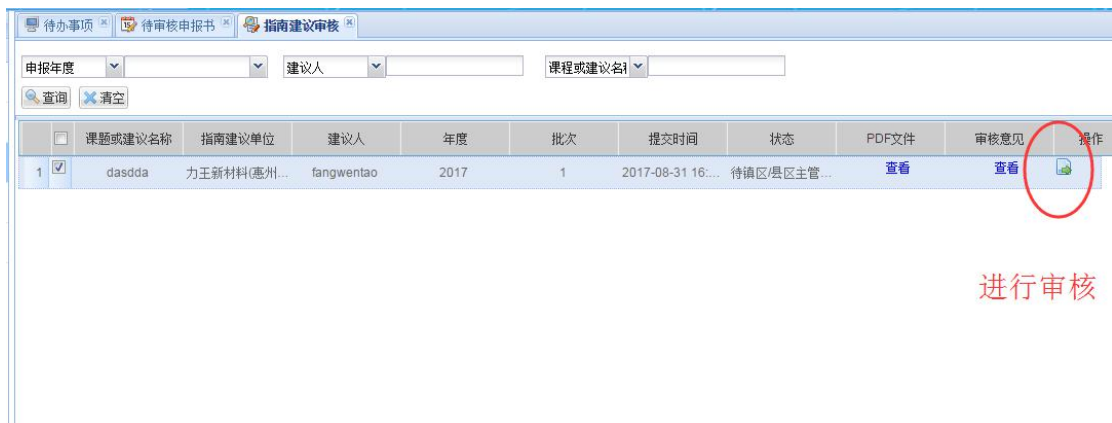 待办事项 待审核申报书 指南建议审核
申报年度 建议人 课程或建议名称
查询 清空
课题或建议名称 指南建议单位 建议人 年度 批次 提交时间 状态 PDF文件 审核意见 操作
1 dasdda 力王新材料(惠州... fangwentao 2017 1 2017-08-31 16:... 待镇区/县区主管... 查看 查看
进行审核